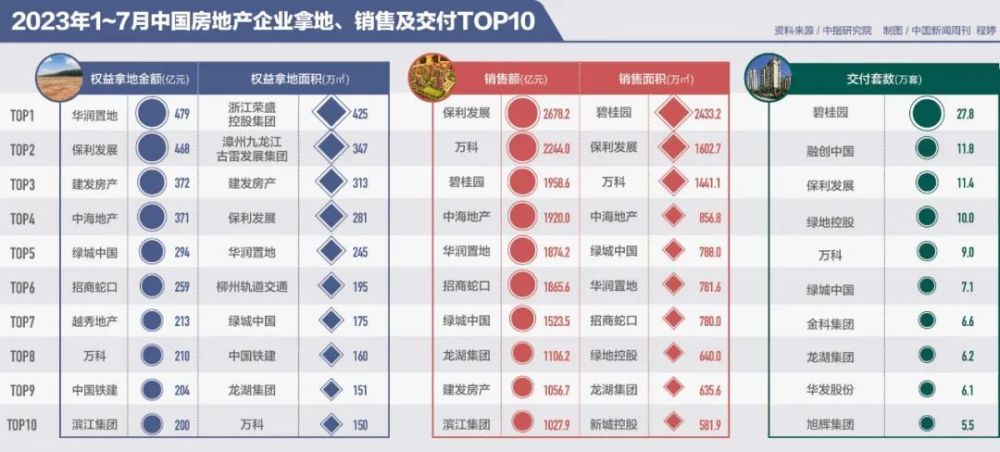 2023年1~7月中国房地产企业拿地、销售及交付TOP10
资料来源/中指研究院 制图/中国新闻周刊 程婷
权益拿地金额(亿元) 权益拿地面积(万㎡) 销售额(亿元) 销售面积(万㎡) 交付套数(万套)
TOP1 华润置地 479 浙江荣盛控股集团 425 保利发展 2678.2 碧桂园 2433.2 碧桂园 27.8
TOP2 保利发展 468 漳州九龙江古雷发展集团 347 万科 2244.0 保利发展 1602.7 融创中国 11.8
TOP3 建发房产 372 建发房产 313 碧桂园 1958.6 万科 1441.1 保利发展 11.4
TOP4 中海地产 371 保利发展 281 中海地产 1920.0 中海地产 856.8 绿地控股 10.0
TOP5 绿城中国 294 华润置地 245 华润置地 1874.2 绿城中国 788.0 万科 9.0
TOP6 招商蛇口 259 柳州轨道交通 195 招商蛇口 1865.6 华润置地 781.6 绿城中国 7.1
TOP7 越秀地产 213 绿城中国 175 绿城中国 1523.5 招商蛇口 780.0 金科集团 6.6
TOP8 万科 210 中国铁建 160 龙湖集团 1106.2 绿地控股 640.0 龙湖集团 6.2
TOP9 中国铁建 204 龙湖集团 151 建发房产 1056.7 龙湖集团 635.6 华发股份 6.1
TOP10 滨江集团 200 万科 150 滨江集团 1027.9 新城控股 581.9 旭辉集团 5.5